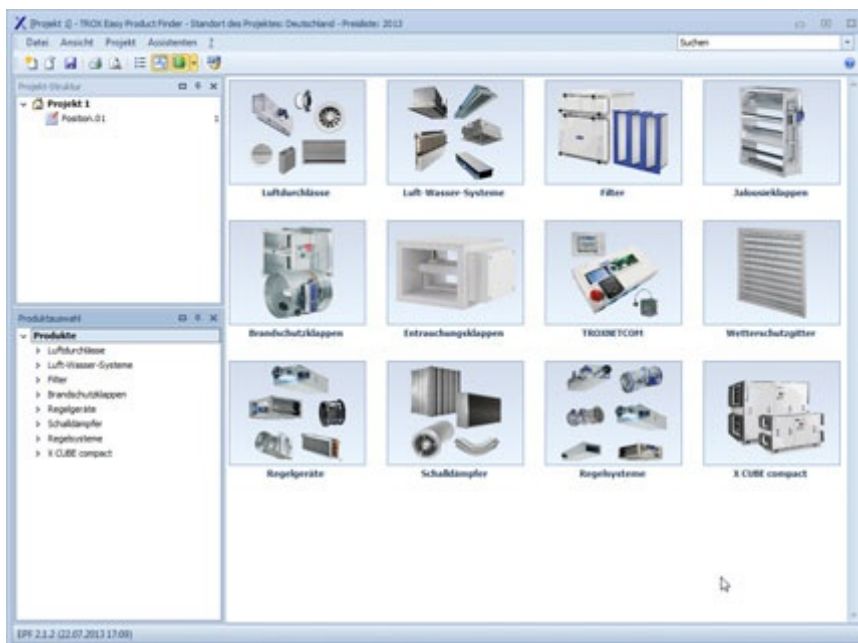 [Projekt 1] - TROX Easy Product Finder - Standort des Projektes: Deutschland - Preisliste: 2013
Datei Ansicht Projekt Assistenten ?
Suchen
Projekt-Struktur
Projekt 1
Position.01 1
Produktauswahl
Produkte
Luftdurchlässe
Luft-Wasser-Systeme
Filter
Brandschutzklappen
Regelgeräte
Schalldämpfer
Regelsysteme
X CUBE compact
Luftdurchlässe Luft-Wasser-Systeme Filter Jalousieklappen
Brandschutzklappen Entrauchungsklappen TROXNETCOM Wetterschutzgitter
Regelgeräte Schalldämpfer Regelsysteme X CUBE compact
EPF 2.1.2 (22.07.2013 17:09)